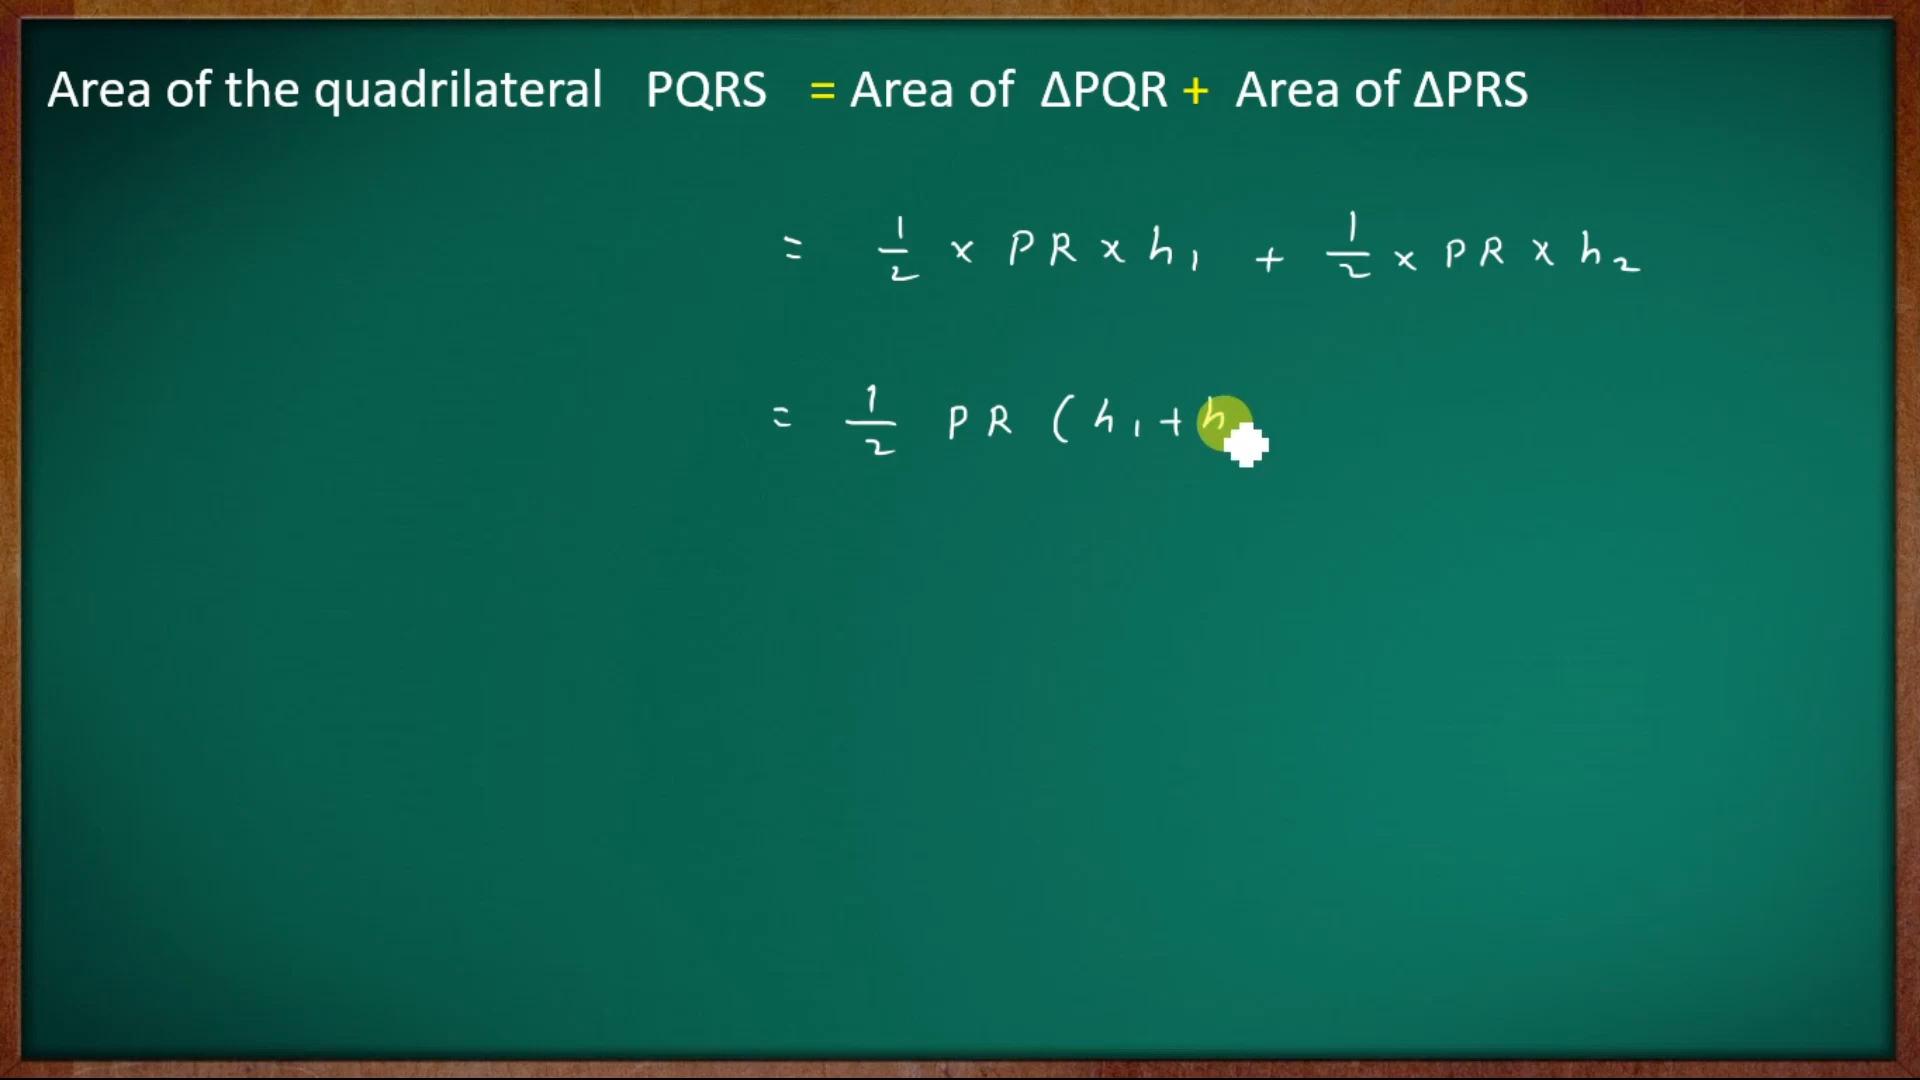 Area of the quadrilateral PQRS = Area of ΔPQR + Area of ΔPRS
= 1/2 × PR × h₁ + 1/2 × PR × h₂
= 1/2 PR (h₁ + h